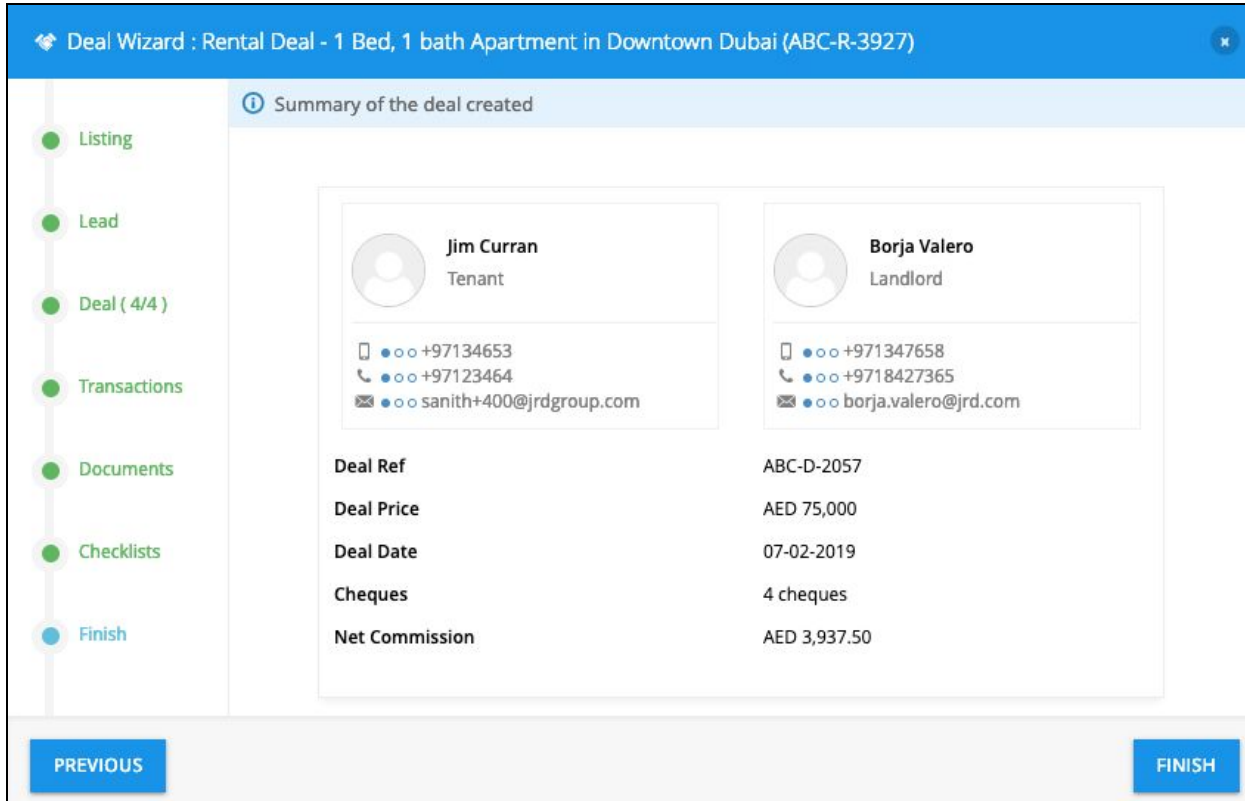 Deal Wizard : Rental Deal - 1 Bed, 1 bath Apartment in Downtown Dubai (ABC-R-3927)
Summary of the deal created
Listing
Lead
Deal ( 4/4 )
Transactions
Documents
Checklists
Finish
Jim Curran
Tenant
+97134653
+97123464
sanith+400@jrdgroup.com
Borja Valero
Landlord
+971347658
+9718427365
borja.valero@jrd.com
Deal Ref ABC-D-2057
Deal Price AED 75,000
Deal Date 07-02-2019
Cheques 4 cheques
Net Commission AED 3,937.50
PREVIOUS
FINISH